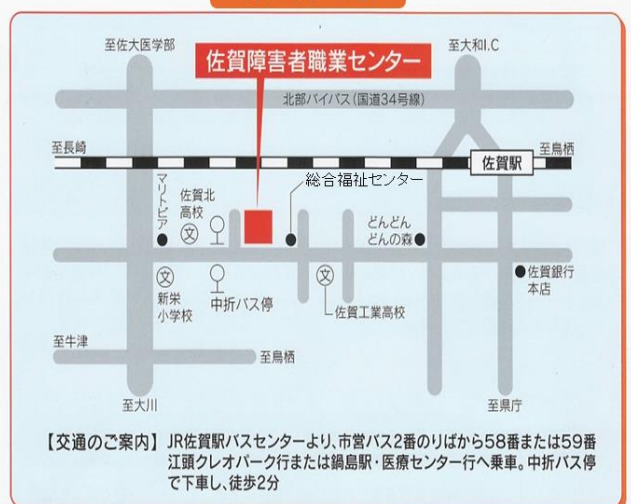 至佐大医学部
至大和I.C
佐賀障害者職業センター
北部バイパス(国道34号線)
至長崎
佐賀駅
至鳥栖
マリトピア
佐賀北
高校
文
総合福祉センター
どんどん
どんの森
文
新栄
小学校
中折バス停
文
佐賀工業高校
佐賀銀行
本店
至牛津
至鳥栖
至大川
至県庁
【交通のご案内】 JR佐賀駅バスセンターより、市営バス2番のりばから58番または59番
江頭クレオパーク行または鍋島駅・医療センター行へ乗車。中折バス停
で下車し、徒歩2分